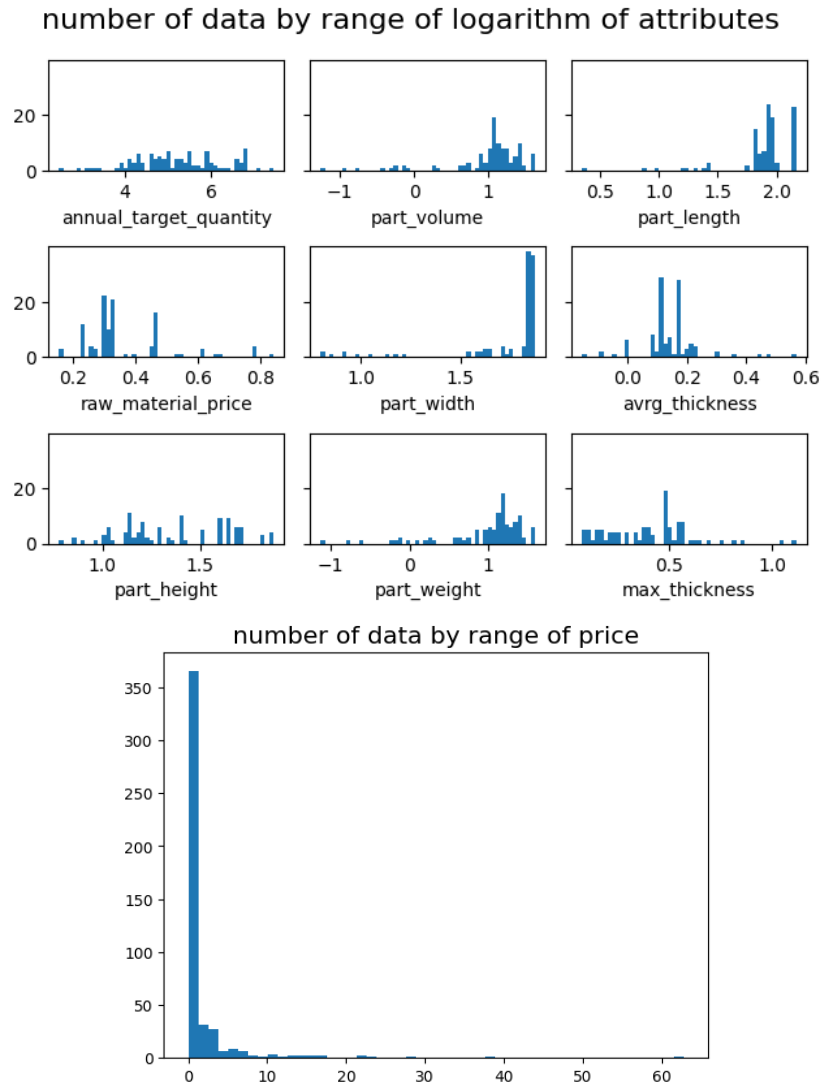 number of data by range of logarithm of attributes
20
0
4 6
−1 0 1
0.5 1.0 1.5 2.0
annual_target_quantity
part_volume
part_length
20
0
0.2 0.4 0.6 0.8
1.0 1.5
0.0 0.2 0.4 0.6
raw_material_price
part_width
avrg_thickness
20
0
1.0 1.5
−1 0 1
0.5 1.0
part_height
part_weight
max_thickness
number of data by range of price
350
300
250
200
150
100
50
0
0 10 20 30 40 50 60